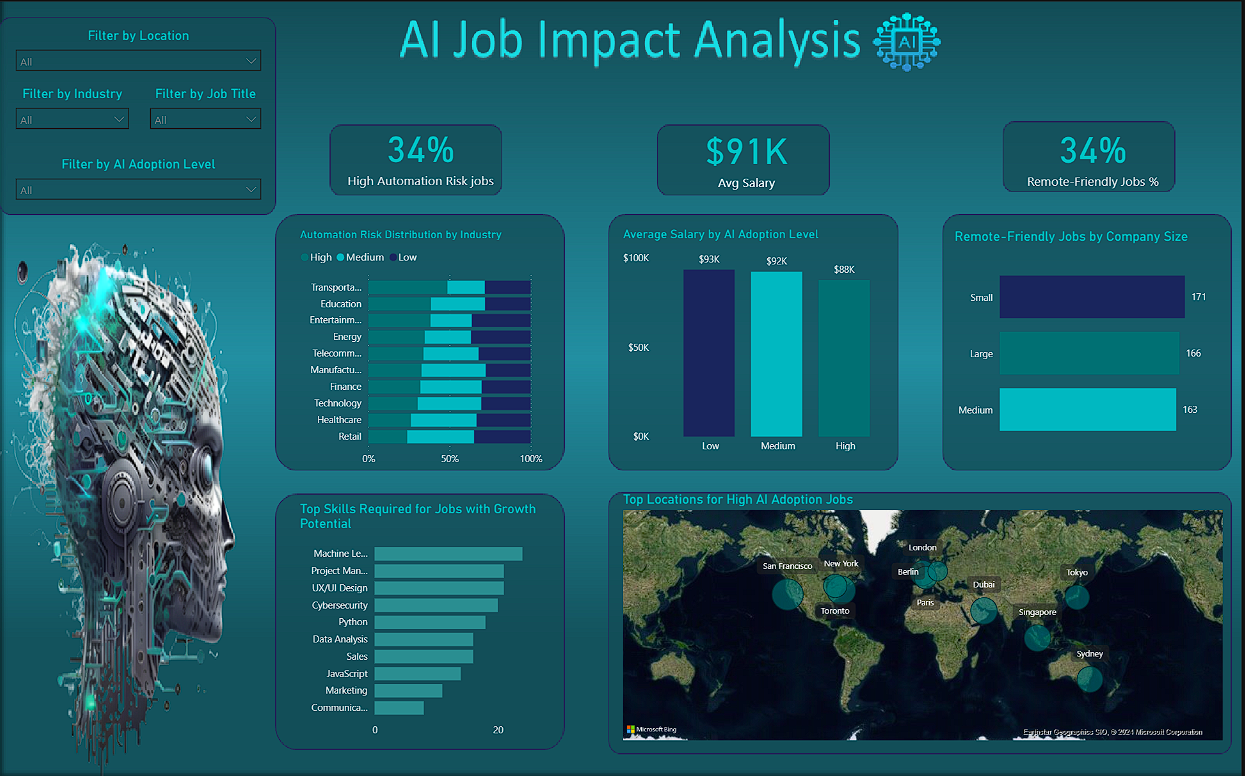 AI Job Impact Analysis
AI
Filter by Location
All
Filter by Industry
Filter by Job Title
All
All
Filter by AI Adoption Level
All
34%
High Automation Risk jobs
$91K
Avg Salary
34%
Remote-Friendly Jobs %
Automation Risk Distribution by Industry
High Medium Low
Transporta...
Education
Entertainm...
Energy
Telecomm...
Manufactu...
Finance
Technology
Healthcare
Retail
0% 50% 100%
Average Salary by AI Adoption Level
$100K
$50K
$0K
$93K
$92K
$88K
Low Medium High
Remote-Friendly Jobs by Company Size
Small 171
Large 166
Medium 163
Top Skills Required for Jobs with Growth
Potential
Machine Le...
Project Man...
UX/UI Design
Cybersecurity
Python
Data Analysis
Sales
JavaScript
Marketing
Communica...
0 20
Top Locations for High AI Adoption Jobs
London
San Francisco
New York
Berlin
Tokyo
Dubai
Paris
Toronto
Singapore
Sydney
Microsoft Bing
Earthstar Geographics SIO, © 2024 Microsoft Corporation